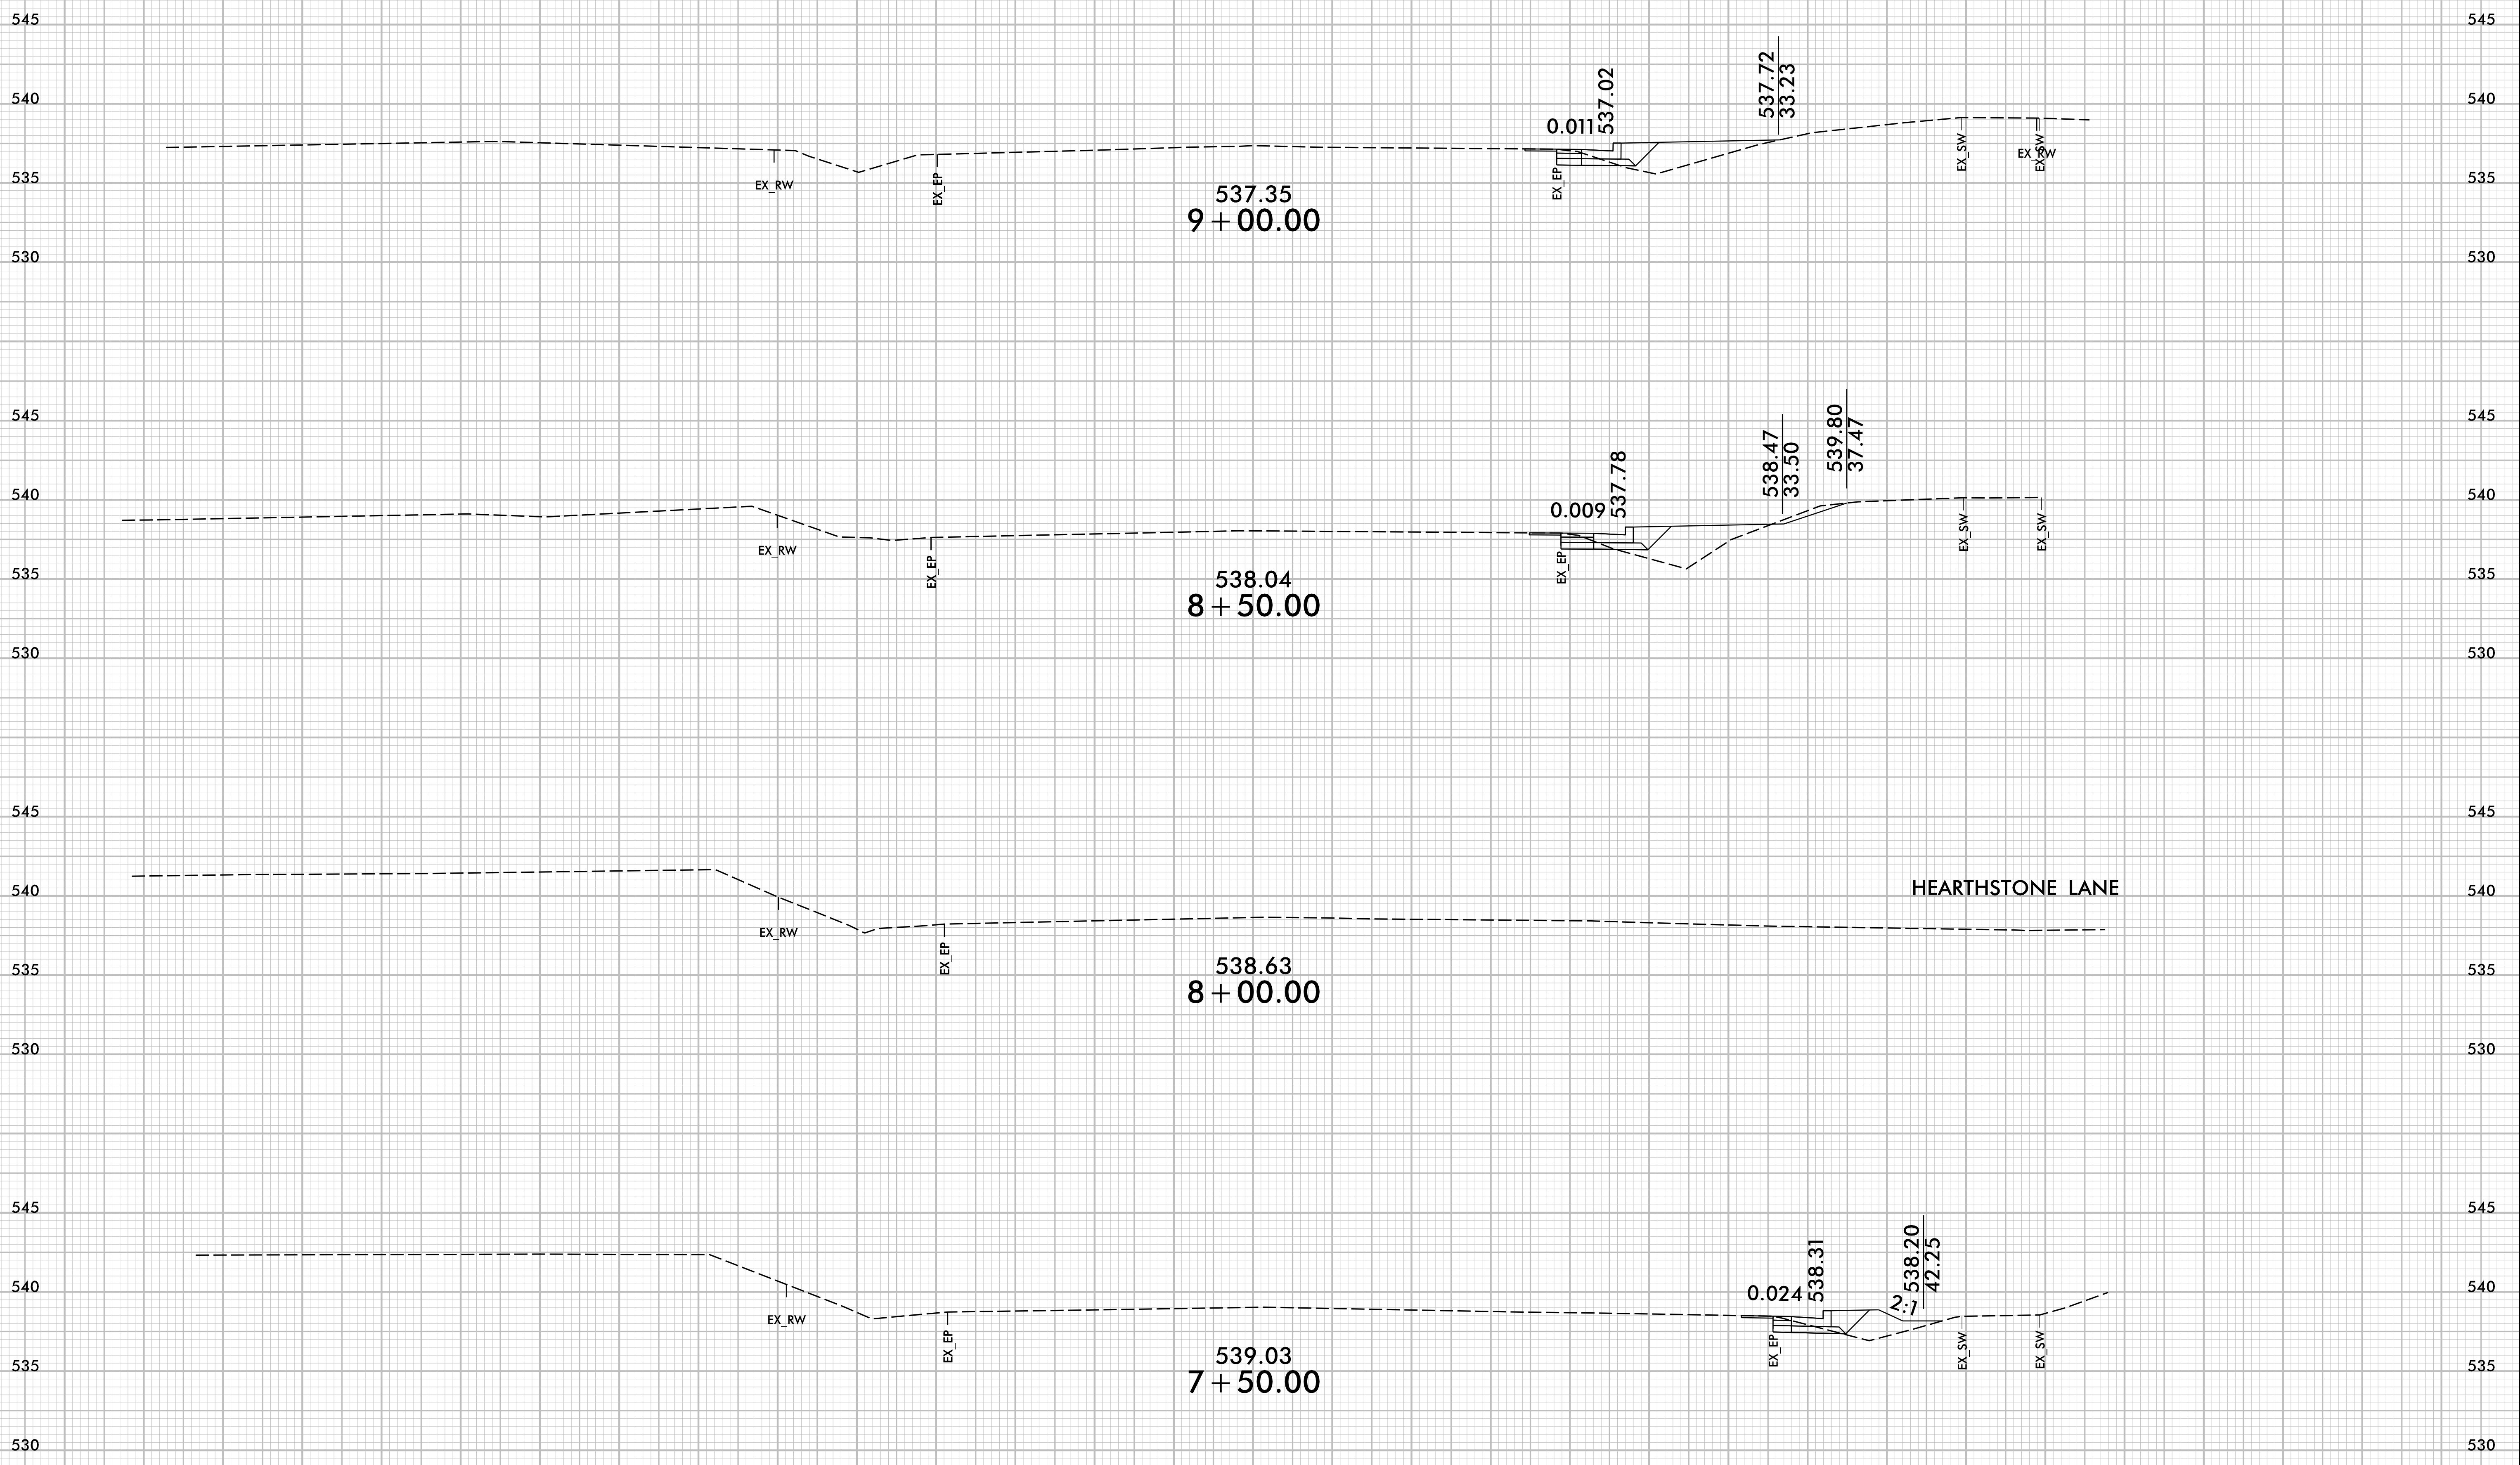 545 545
537.72
33.23
537.02
540 540
0.011
EX_SW
EX_SW
EX_RW
535 EX_RW EX_EP EX_EP 535
537.35
9+00.00
530 530
545 545
539.80
37.47
538.47
33.50
537.78
540 540
0.009
EX_SW EX_SW
EX_RW
535 EX_EP EX_EP 535
538.04
8+50.00
530 530
545 545
540 HEARTHSTONE LANE 540
EX_RW
EX_EP
535 535
538.63
8+00.00
530 530
545 545
538.20
42.25
538.31
540 540
0.024 2:1
EX_RW
EX_EP EX_EP EX_SW EX_SW
535 535
539.03
7+50.00
530 530